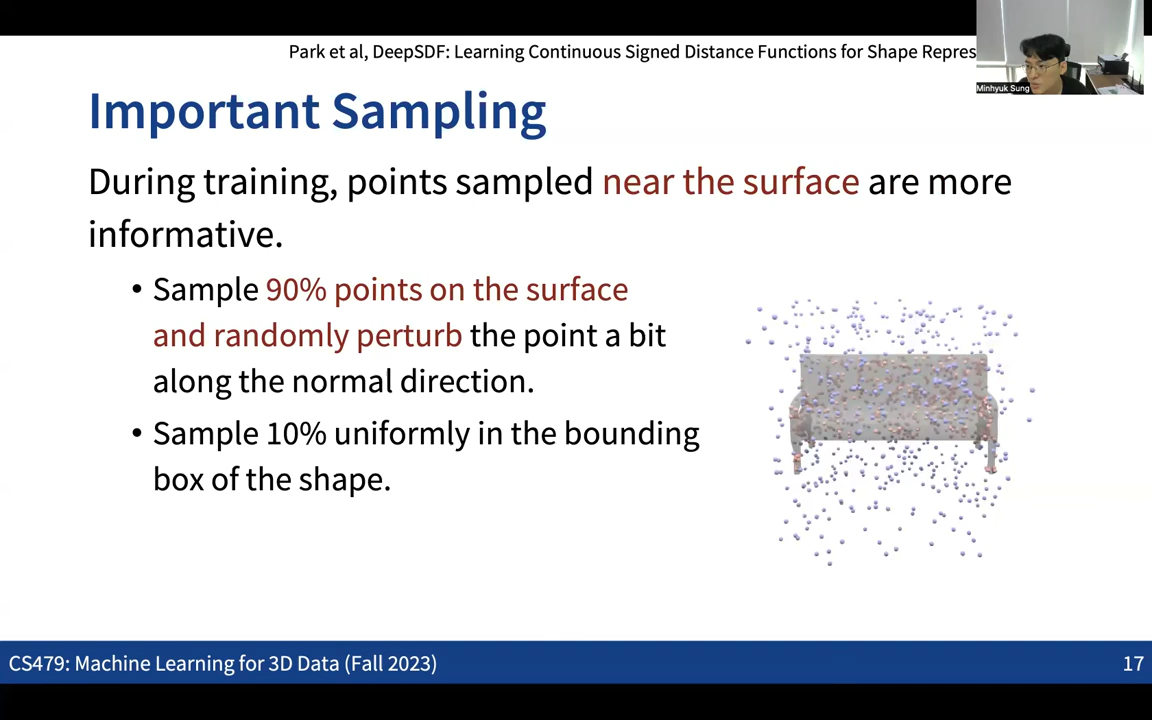 Park et al, DeepSDF: Learning Continuous Signed Distance Functions for Shape Repres
Minhyuk Sung
Important Sampling
During training, points sampled near the surface are more
informative.
• Sample 90% points on the surface
and randomly perturb the point a bit
along the normal direction.
• Sample 10% uniformly in the bounding
box of the shape.
CS479: Machine Learning for 3D Data (Fall 2023)
17